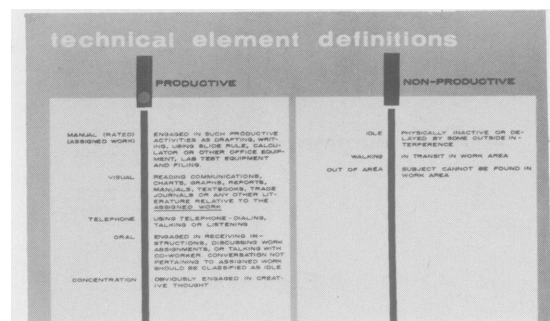 technical element definitions
PRODUCTIVE
MANUAL (RATED)
(ASSIGNED WORK)
ENGAGED IN SUCH PRODUCTIVE
ACTIVITIES AS DRAFTING, WRIT-
ING, USING SLIDE RULE, CALCU-
LATOR OR OTHER OFFICE EQUIP-
MENT, LAB TEST EQUIPMENT
AND FILING.
VISUAL
READING COMMUNICATIONS,
CHARTS, GRAPHS, REPORTS,
MANUALS, TEXTBOOKS, TRADE
JOURNALS OR ANY OTHER LIT-
ERATURE RELATIVE TO THE
ASSIGNED WORK
TELEPHONE
USING TELEPHONE-DIALING,
TALKING OR LISTENING
ORAL
ENGAGED IN RECEIVING IN-
STRUCTIONS, DISCUSSING WORK
ASSIGNMENTS, OR TALKING WITH
CO-WORKER. CONVERSATION NOT
PERTAINING TO ASSIGNED WORK
SHOULD BE CLASSIFIED AS IDLE
CONCENTRATION
OBVIOUSLY ENGAGED IN CREAT-
IVE THOUGHT
NON-PRODUCTIVE
IDLE
PHYSICALLY INACTIVE OR DE-
LAYED BY SOME OUTSIDE IN-
TERFERENCE
WALKING
IN TRANSIT IN WORK AREA
OUT OF AREA
SUBJECT CANNOT BE FOUND IN
WORK AREA